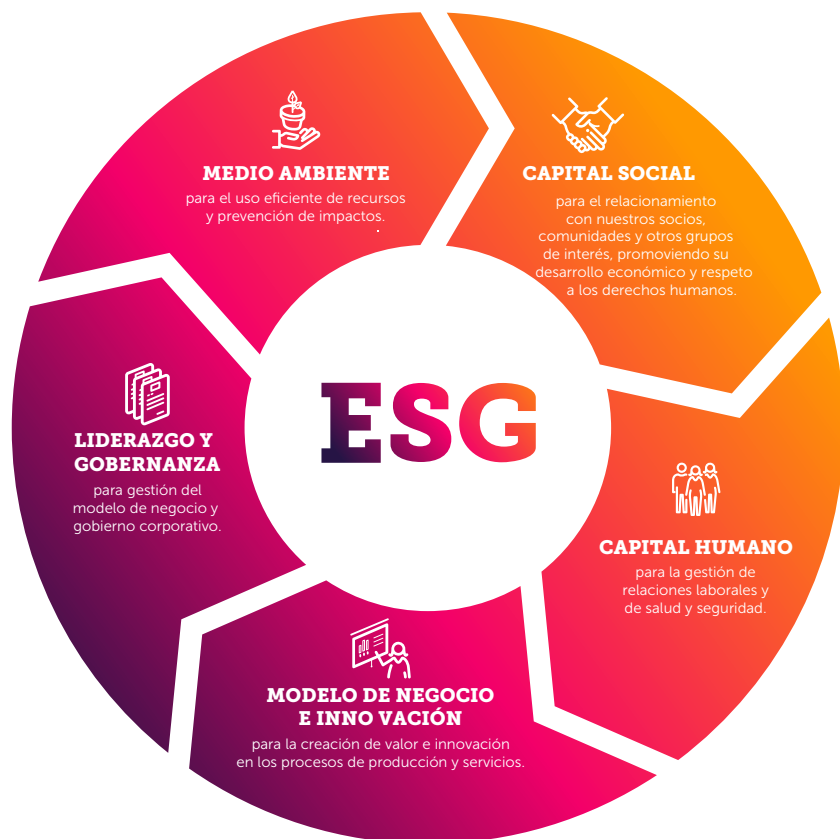 MEDIO AMBIENTE
para el uso eficiente de recursos
y prevención de impactos.
CAPITAL SOCIAL
para el relacionamiento
con nuestros socios,
comunidades y otros grupos
de interés, promoviendo su
desarrollo económico y respeto
a los derechos humanos.
ESG
LIDERAZGO Y
GOBERNANZA
para gestión del
modelo de negocio y
gobierno corporativo.
CAPITAL HUMANO
para la gestión de
relaciones laborales y
de salud y seguridad.
MODELO DE NEGOCIO
E INNO VACIÓN
para la creación de valor e innovación
en los procesos de producción y servicios.